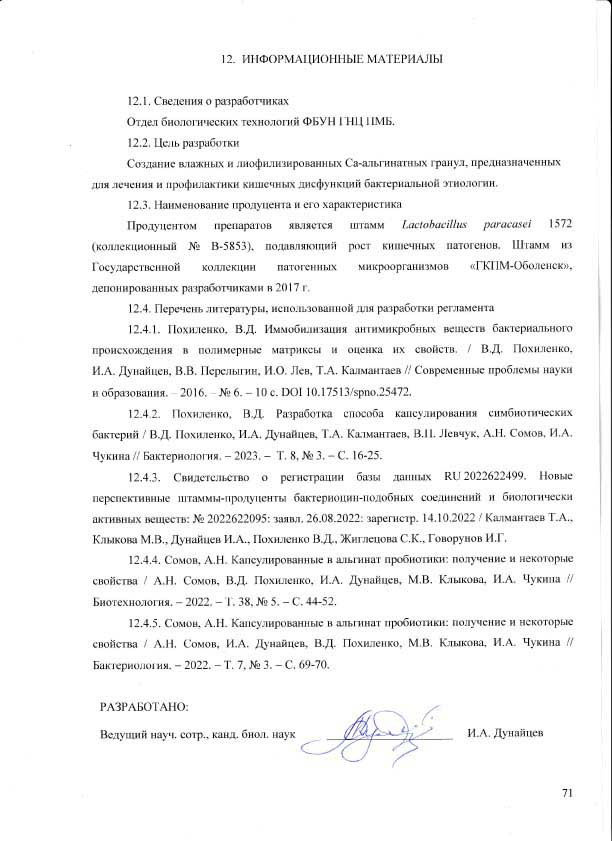 12. ИНФОРМАЦИОННЫЕ МАТЕРИАЛЫ
12.1. Сведения о разработчиках
Отдел биологических технологий ФБУН ГНЦ ПМБ.
12.2. Цель разработки
Создание влажных и лиофилизированных Са-альгинатных гранул, предназначенных
для лечения и профилактики кишечных дисфункций бактериальной этиологии.
12.3. Наименование продуцента и его характеристика
Продуцентом препаратов является штамм Lactobacillus paracasei 1572
(коллекционный № В-5853), подавляющий рост кишечных патогенов. Штамм из
Государственной коллекции патогенных микроорганизмов «ГКПМ-Оболенск»,
депонированных разработчиками в 2017 г.
12.4. Перечень литературы, использованной для разработки регламента
12.4.1. Похиленко, В.Д. Иммобилизация антимикробных веществ бактериального
происхождения в полимерные матриксы и оценка их свойств. / В.Д. Похиленко,
И.А. Дунайцев, В.В. Перелыгин, И.О. Лев, Т.А. Калмантаев // Современные проблемы науки
и образования. – 2016. – № 6. – 10 с. DOI 10.17513/spno.25472.
12.4.2. Похиленко, В.Д. Разработка способа капсулирования симбиотических
бактерий / В.Д. Похиленко, И.А. Дунайцев, Т.А. Калмантаев, В.П. Левчук, А.Н. Сомов, И.А.
Чукина // Бактериология. – 2023. – Т. 8, № 3. – С. 16-25.
12.4.3. Свидетельство о регистрации базы данных RU 2022622499. Новые
перспективные штаммы-продуценты бактериоцин-подобных соединений и биологически
активных веществ: № 2022622095: заявл. 26.08.2022: зарегистр. 14.10.2022 / Калмантаев Т.А.,
Клыкова М.В., Дунайцев И.А., Похиленко В.Д., Жиглецова С.К., Говорунов И.Г.
12.4.4. Сомов, А.Н. Капсулированные в альгинат пробиотики: получение и некоторые
свойства / А.Н. Сомов, В.Д. Похиленко, И.А. Дунайцев, М.В. Клыкова, И.А. Чукина //
Биотехнология. – 2022. – Т. 38, № 5. – С. 44-52.
12.4.5. Сомов, А.Н. Капсулированные в альгинат пробиотики: получение и некоторые
свойства / А.Н. Сомов, И.А. Дунайцев, В.Д. Похиленко, М.В. Клыкова, И.А. Чукина //
Бактериология. – 2022. – Т. 7, № 3. – С. 69-70.
РАЗРАБОТАНО:
Ведущий науч. сотр., канд. биол. наук И.А. Дунайцев
71